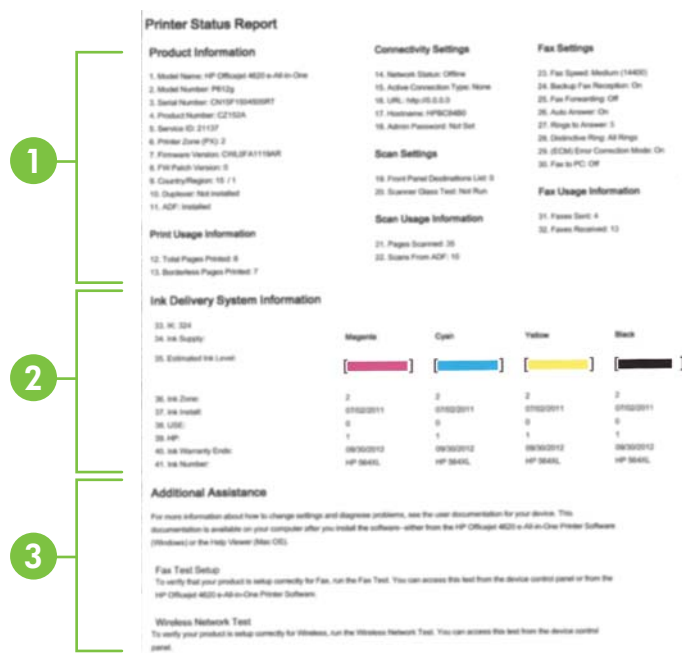 Printer Status Report
1
Product Information
1. Model Name: HP Officejet 4620 e-All-in-One
2. Model Number: P612g
3. Serial Number:
4. Product Number: CZ152A
5. Service ID: 21137
6. Printer Zone (PX): 2
7. Firmware Version:
8. FW Patch Version: 0
9. Country/Region: 10 / 1
10. Duplexer: Not Installed
11. ADF: Installed
Print Usage Information
12. Total Pages Printed: 8
13. Borderless Pages Printed: 7
Connectivity Settings
14. Network Status: Offline
15. Active Connection Type: None
16. URL: http://0.0.0.0
17. Hostname:
18. Admin Password: Not Set
Scan Settings
19. Front Panel Destinations List: 0
20. Scanner Glass Test: Not Run
Scan Usage Information
21. Pages Scanned: 35
22. Scans From ADF: 10
Fax Settings
23. Fax Speed: Medium (14400)
24. Backup Fax Reception: On
25. Fax Forwarding: Off
26. Auto Answer: On
27. Rings to Answer: 5
28. Distinctive Ring: All Rings
29. (ECM) Error Correction Mode: On
30. Fax to PC: Off
Fax Usage Information
31. Faxes Sent: 4
32. Faxes Received: 13
2
Ink Delivery System Information
33. IK: 324
34. Ink Supply: Magenta Cyan Yellow Black
35. Estimated Ink Level:
36. Ink Zone: 2 2 2 2
37. Ink Install: 07/02/2011 07/02/2011 07/02/2011 07/02/2011
38. USE: 0 0 0 0
39. HP: 1 1 1 1
40. Ink Warranty Ends: 09/30/2012 09/30/2012 09/30/2012 09/30/2012
41. Ink Number: HP 564XL HP 564XL HP 564XL HP 564XL
3
Additional Assistance
For more information about how to change settings and diagnose problems, see the user documentation for your device. This
documentation is available on your computer after you install the software- either from the HP Officejet 4620 e-All-in-One Printer Software
(Windows) or the Help Viewer (Mac OS).
Fax Test Setup
To verify that your product is setup correctly for Fax, run the Fax Test. You can access this test from the device control panel or from the
HP Officejet 4620 e-All-in-One Printer Software.
Wireless Network Test
To verify your product is setup correctly for Wireless, run the Wireless Network Test. You can access this test from the device control
panel.